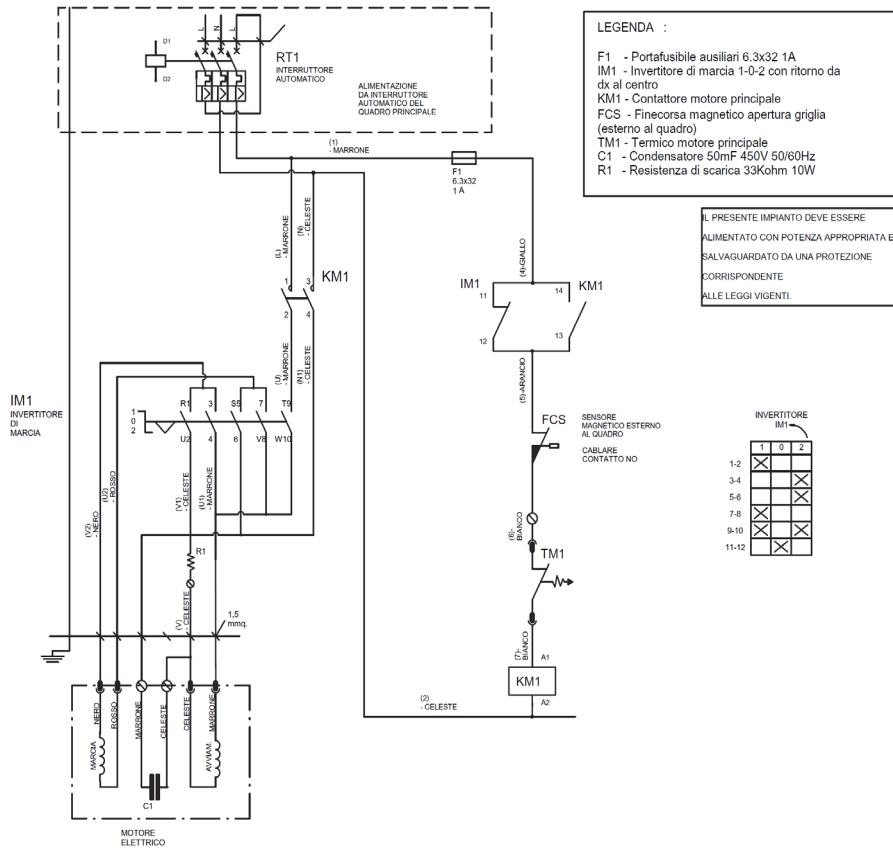 L
N
L
D1
D2
RT1
INTERRUTTORE
AUTOMATICO
ALIMENTAZIONE
DA INTERRUTTORE
AUTOMATICO DEL
QUADRO PRINCIPALE
LEGENDA :
F1 - Portafusibile ausiliari 6.3x32 1A
IM1 - Invertitore di marcia 1-0-2 con ritorno da
dx al centro
KM1 - Contattore motore principale
FCS - Finecorsa magnetico apertura griglia
(esterno al quadro)
TM1 - Termico motore principale
C1 - Condensatore 50mF 450V 50/60Hz
R1 - Resistenza di scarica 33Kohm 10W
IL PRESENTE IMPIANTO DEVE ESSERE
ALIMENTATO CON POTENZA APPROPRIATA E
SALVAGUARDATO DA UNA PROTEZIONE
CORRISPONDENTE
ALLE LEGGI VIGENTI.
(1)
- MARRONE
F1
6.3x32
1 A
(L)
- MARRONE
(N)
- CELESTE
(4)-GIALLO
1
3
KM1
2
4
IM1
11
14
KM1
12
13
(U)
- MARRONE
(N1)
- CELESTE
(5)-ARANCIO
IM1
INVERTITORE
DI
MARCIA
1
0
2
R1
3
S5
7
T9
U2
4
6
V8
W10
FCS
SENSORE
MAGNETICO ESTERNO
AL QUADRO
CABLARE
CONTATTO NO
INVERTITORE
IM1
1 0 2
1-2
3-4
5-6
7-8
9-10
11-12
(V2)
- NERO
(U2)
- ROSSO
(V1)
- CELESTE
(U1)
- MARRONE
R1
(V)
- CELESTE
1,5
mmq.
(6)-
BIANCO
TM1
(7)-
BIANCO
A1
KM1
A2
(2)
- CELESTE
NERO
ROSSO
MARRONE
CELESTE
CELESTE
MARRONE
MARCIA
AVVIAM.
C1
MOTORE
ELETTRICO